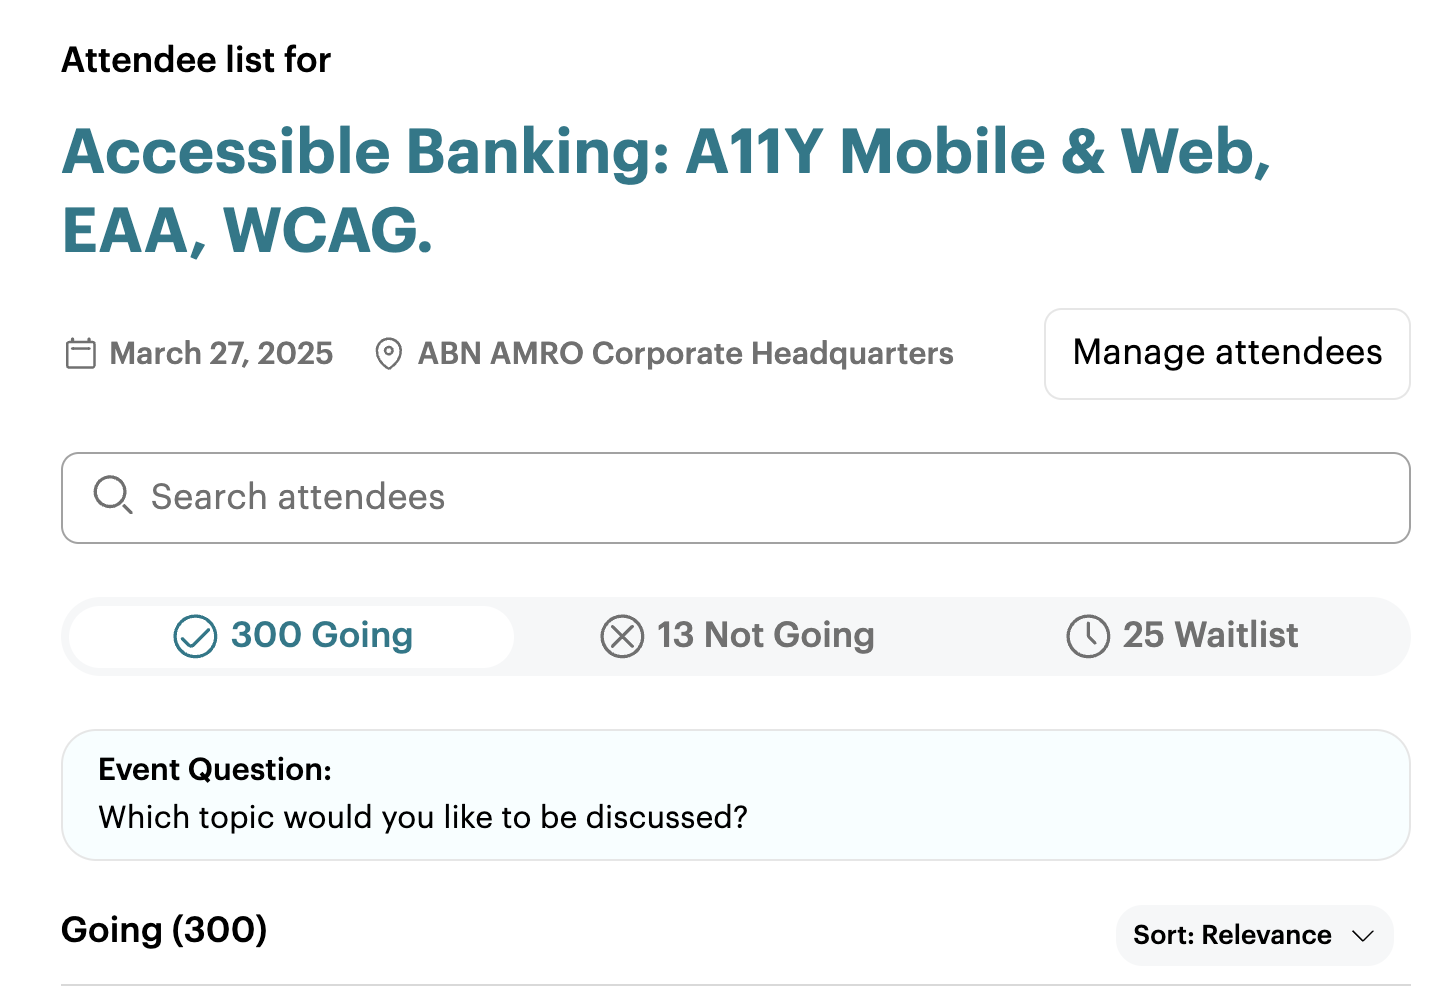 Attendee list for
Accessible Banking: A11Y Mobile & Web,
EAA, WCAG.
March 27, 2025 ABN AMRO Corporate Headquarters
Manage attendees
Search attendees
300 Going 13 Not Going 25 Waitlist
Event Question:
Which topic would you like to be discussed?
Going (300)
Sort: Relevance